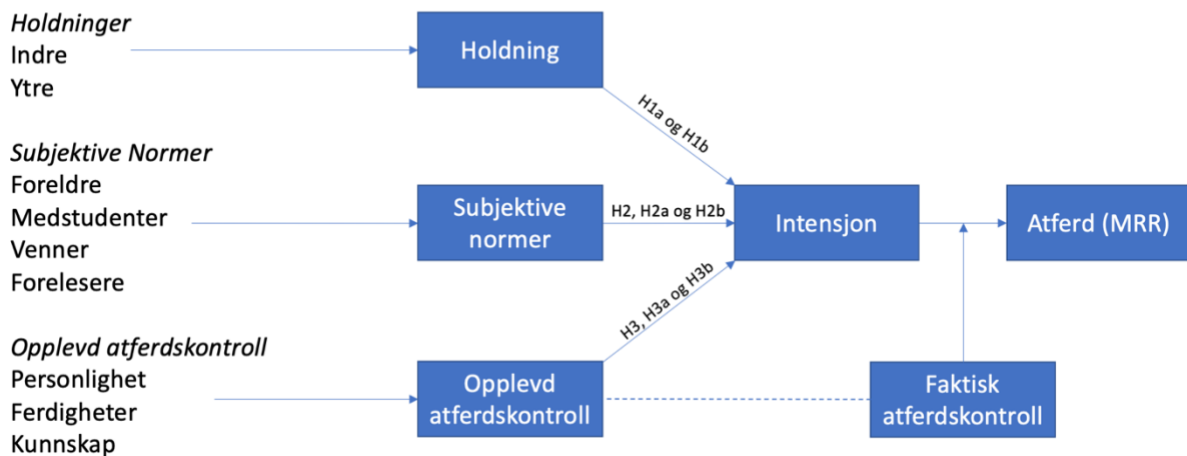 Holdninger
Indre
Ytre
Holdning
H1a og H1b
Subjektive Normer
Foreldre
Medstudenter
Venner
Forelesere
Subjektive
normer
H2, H2a og H2b
Intensjon
Atferd (MRR)
H3, H3a og H3b
Opplevd atferdskontroll
Personlighet
Ferdigheter
Kunnskap
Opplevd
atferdskontroll
Faktisk
atferdskontroll